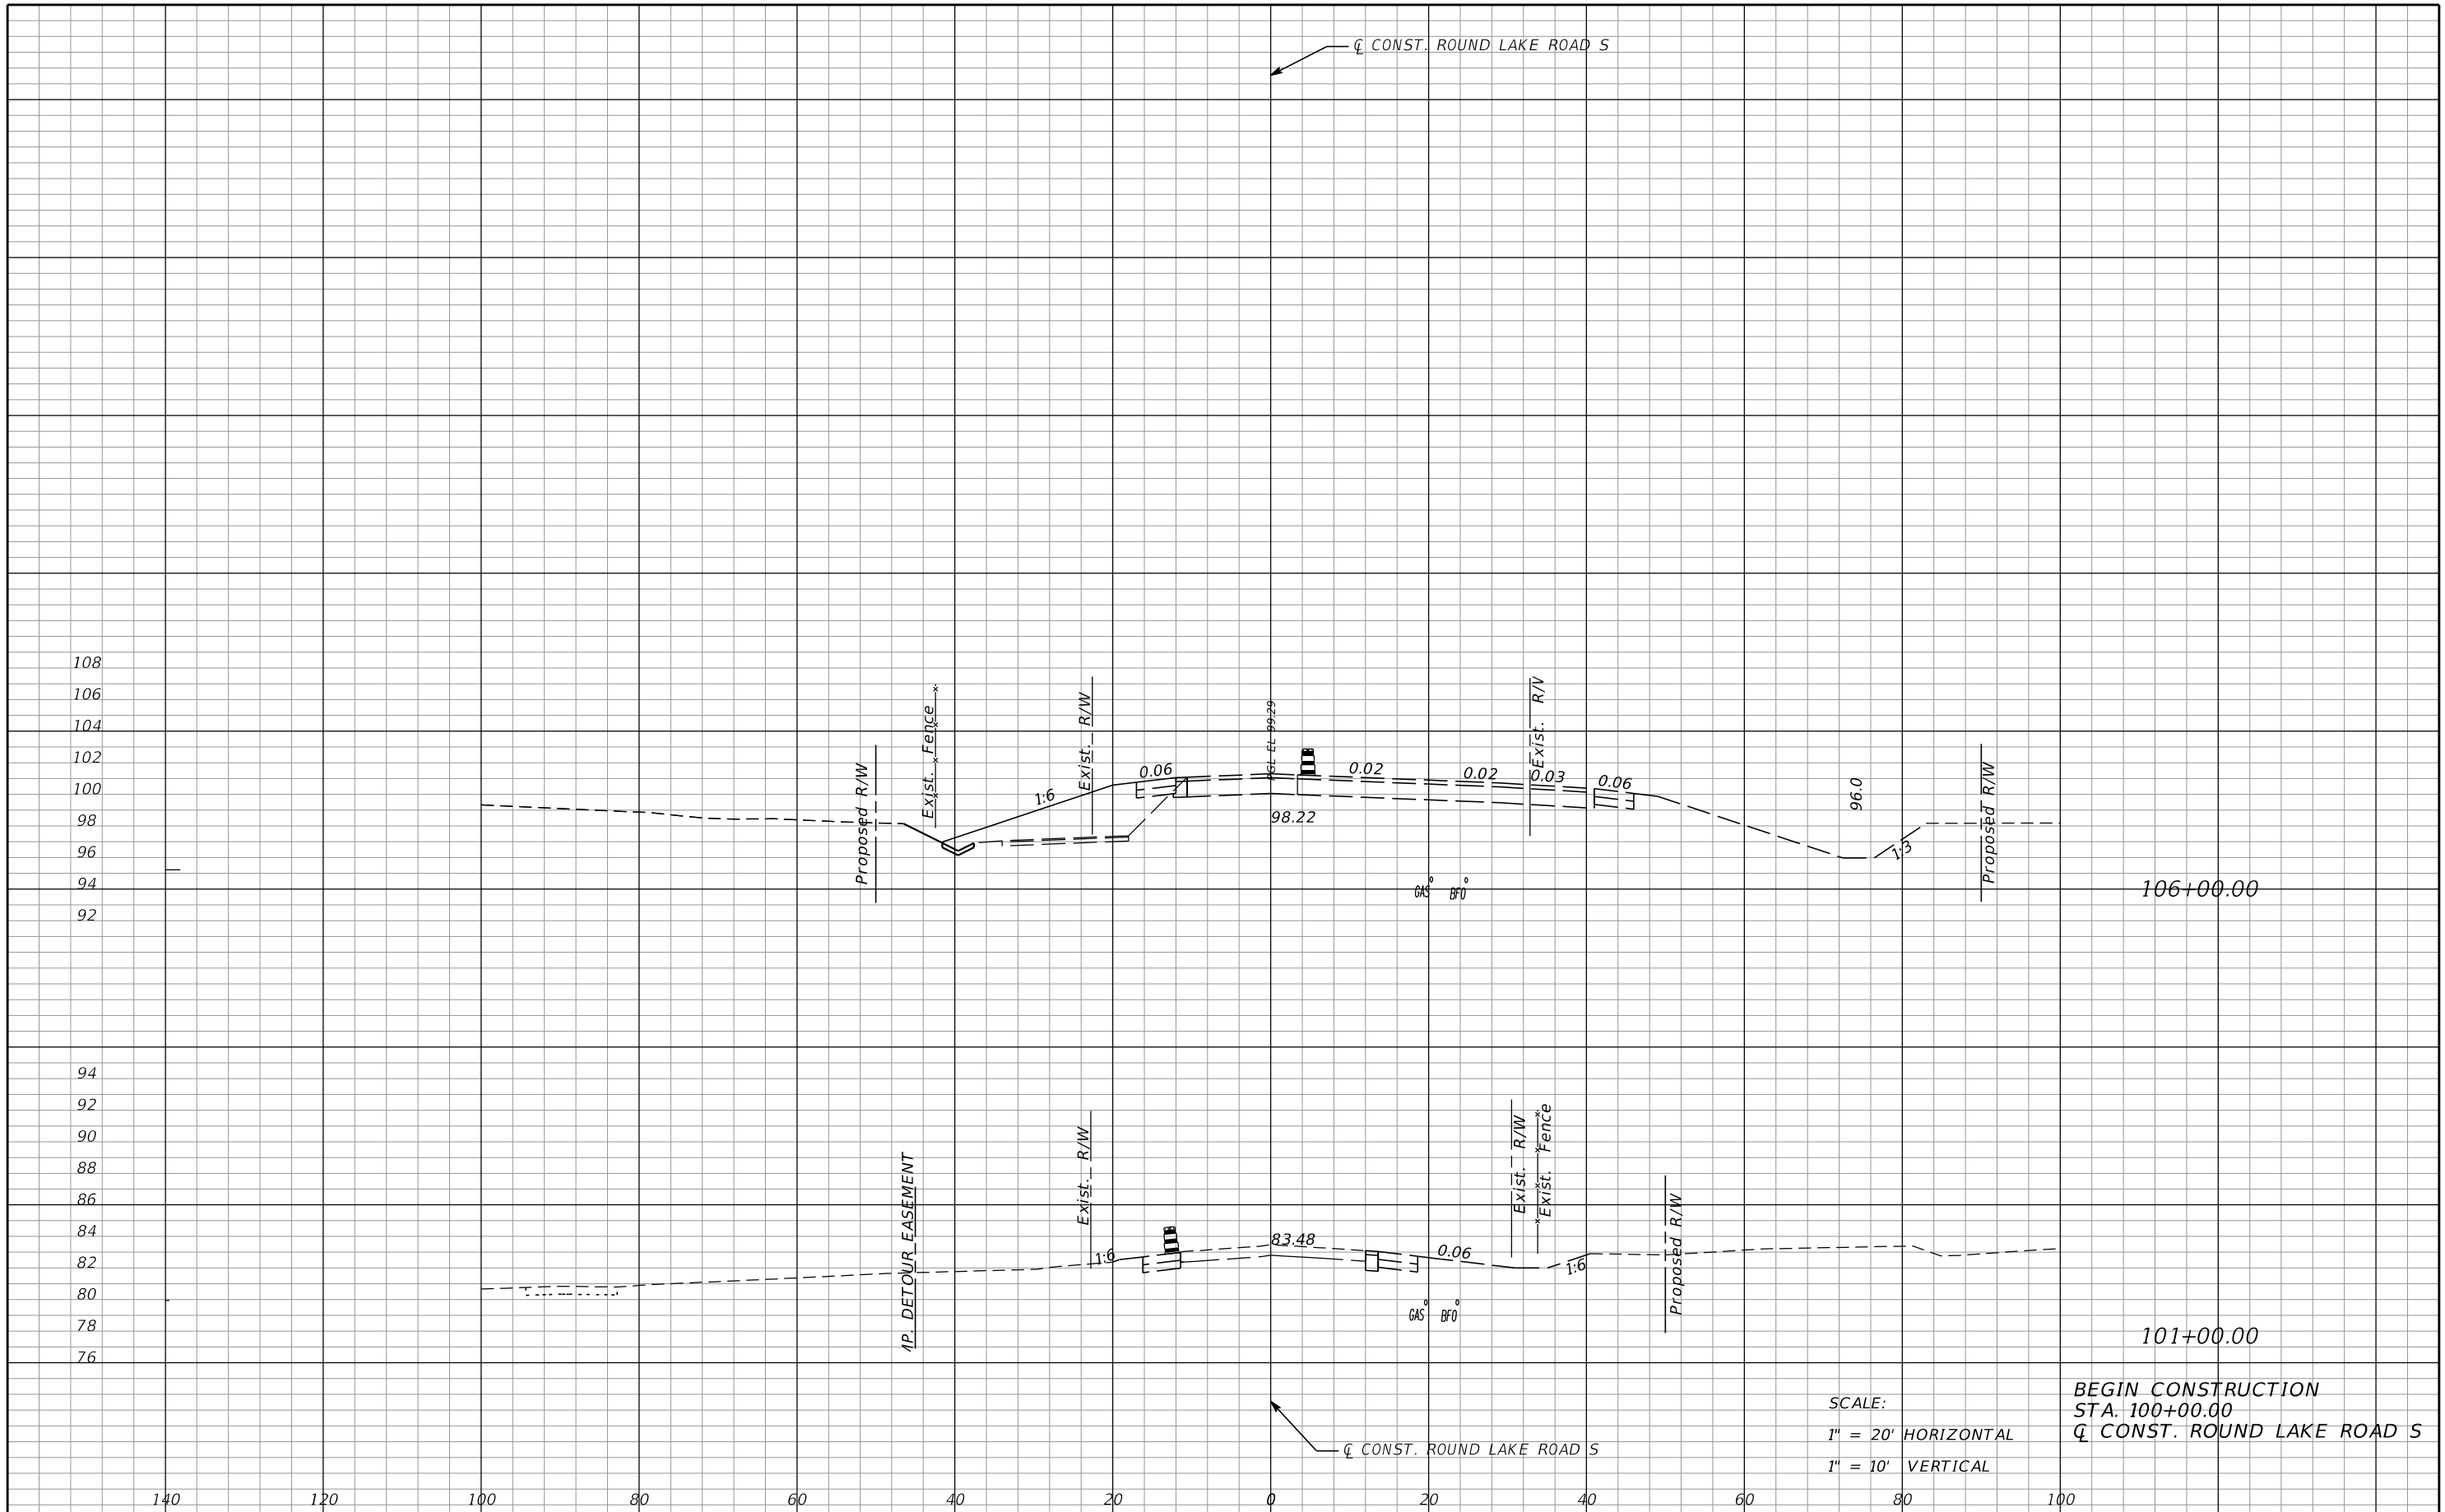 ℄ CONST. ROUND LAKE ROAD S
108
106
104
102
100
98
96
94
92
Proposed R/W
Exist. Fence
Exist. R/W
PGL EL 99.29
Exist. R/
Proposed R/W
1:6
0.06
0.02
0.02
0.03
0.06
96.0
98.22
1:3
GAS
BFO
106+00.00
94
92
90
88
86
84
82
80
78
76
P. DETOUR EASEMENT
Exist. R/W
Exist. R/W
Exist. Fence
Proposed R/W
1:6
83.48
0.06
1:6
GAS
BFO
101+00.00
SCALE:
1" = 20' HORIZONTAL
1" = 10' VERTICAL
BEGIN CONSTRUCTION
STA. 100+00.00
℄ CONST. ROUND LAKE ROAD S
℄ CONST. ROUND LAKE ROAD S
140 120 100 80 60 40 20 0 20 40 60 80 100